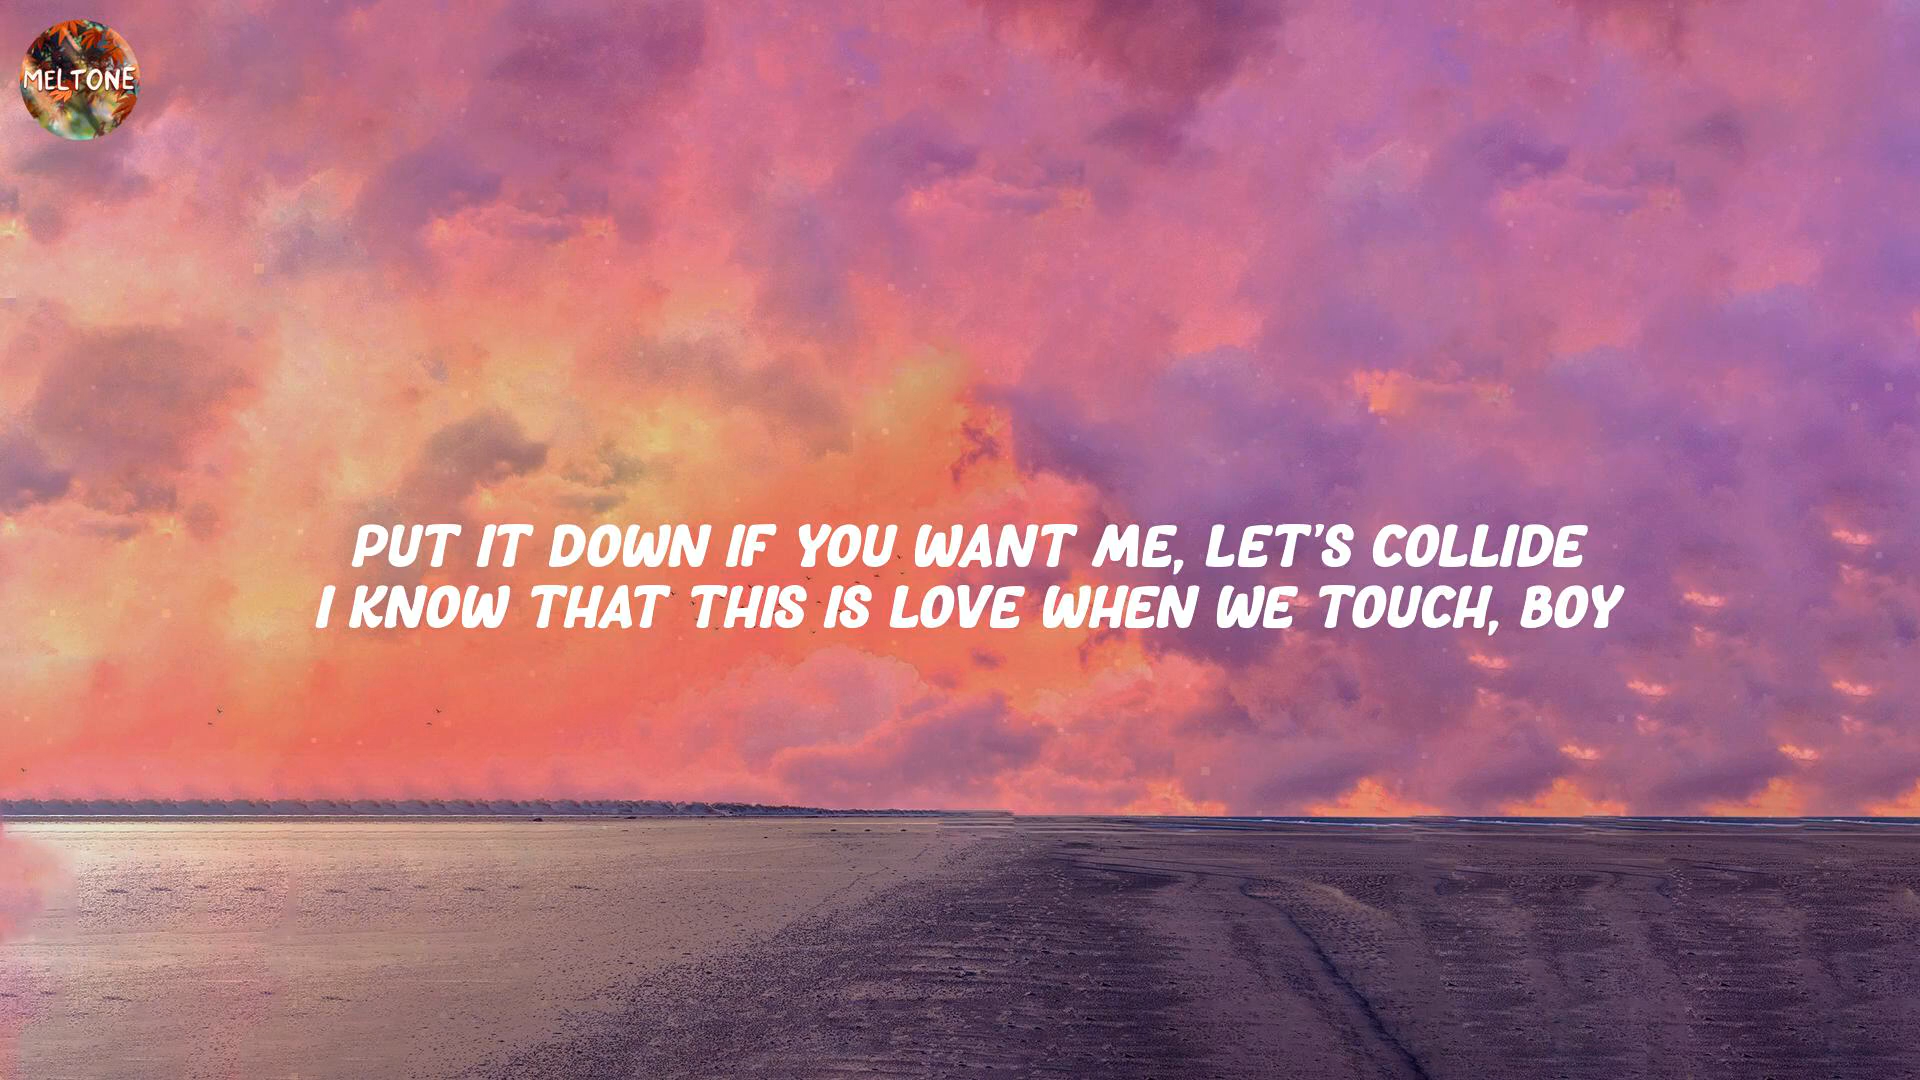 MELTONE
PUT IT DOWN IF YOU WANT ME, LET'S COLLIDE
I KNOW THAT THIS IS LOVE WHEN WE TOUCH, BOY